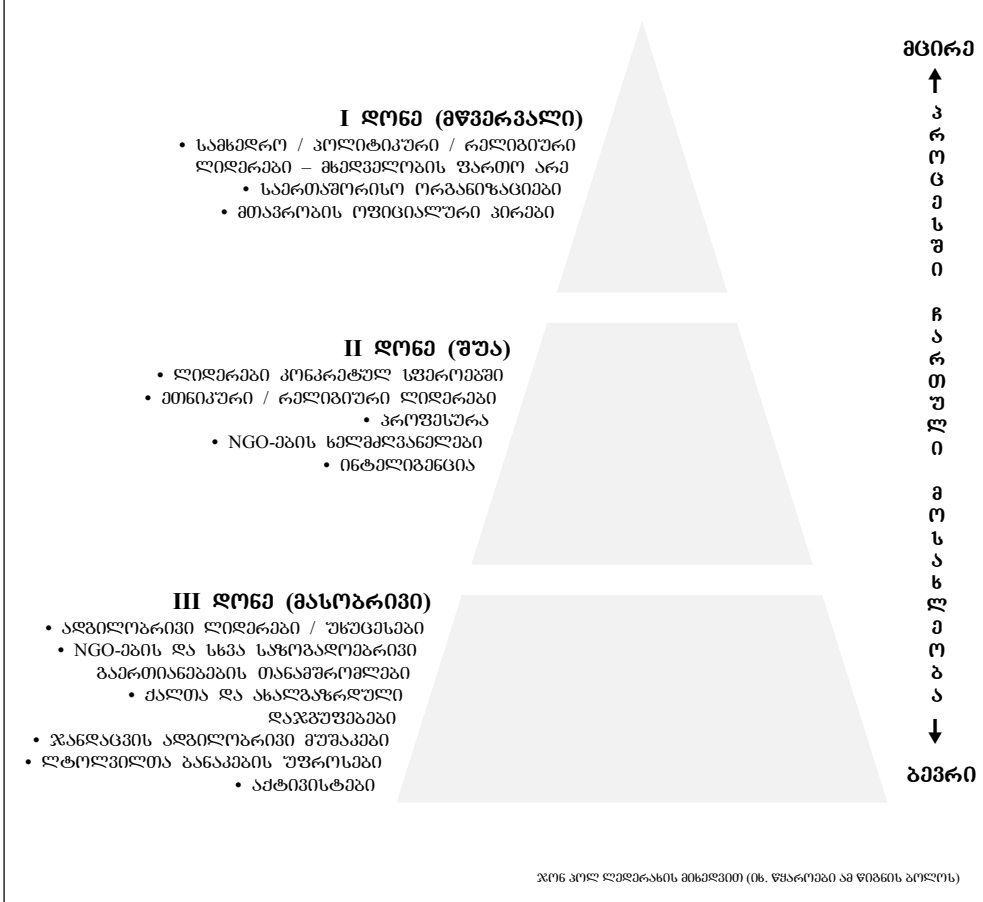 მცირე
I დონე (მწვერვალი)
• სამხედრო / პოლიტიკური / რელიგიური
ლიდერები – მხედველობის ფართო არე
• საერთაშორისო ორგანიზაციები
• მთავრობის ოფიციალური პირები
II დონე (შუა)
• ლიდერები კონკრეტულ სფეროებში
• ეთნიკური / რელიგიური ლიდერები
• პროფესურა
• NGO-ების ხელმძღვანელები
• ინტელიგენცია
III დონე (მასობრივი)
• ადგილობრივი ლიდერები / უხუცესები
• NGO-ების და სხვა საზოგადოებრივი
გაერთიანებების თანამშრომლები
• ქალთა და ახალგაზრდული
დაჯგუფებები
• ჯანდაცვის ადგილობრივი მუშაკები
• ლტოლვილთა ბანაკების უფროსები
• აქტივისტები
პროცესში ჩართული მოსახლეობა
ბევრი
ჯონ პოლ ლედერახის მიხედვით (იხ. წყაროები ამ წიგნის ბოლოს)